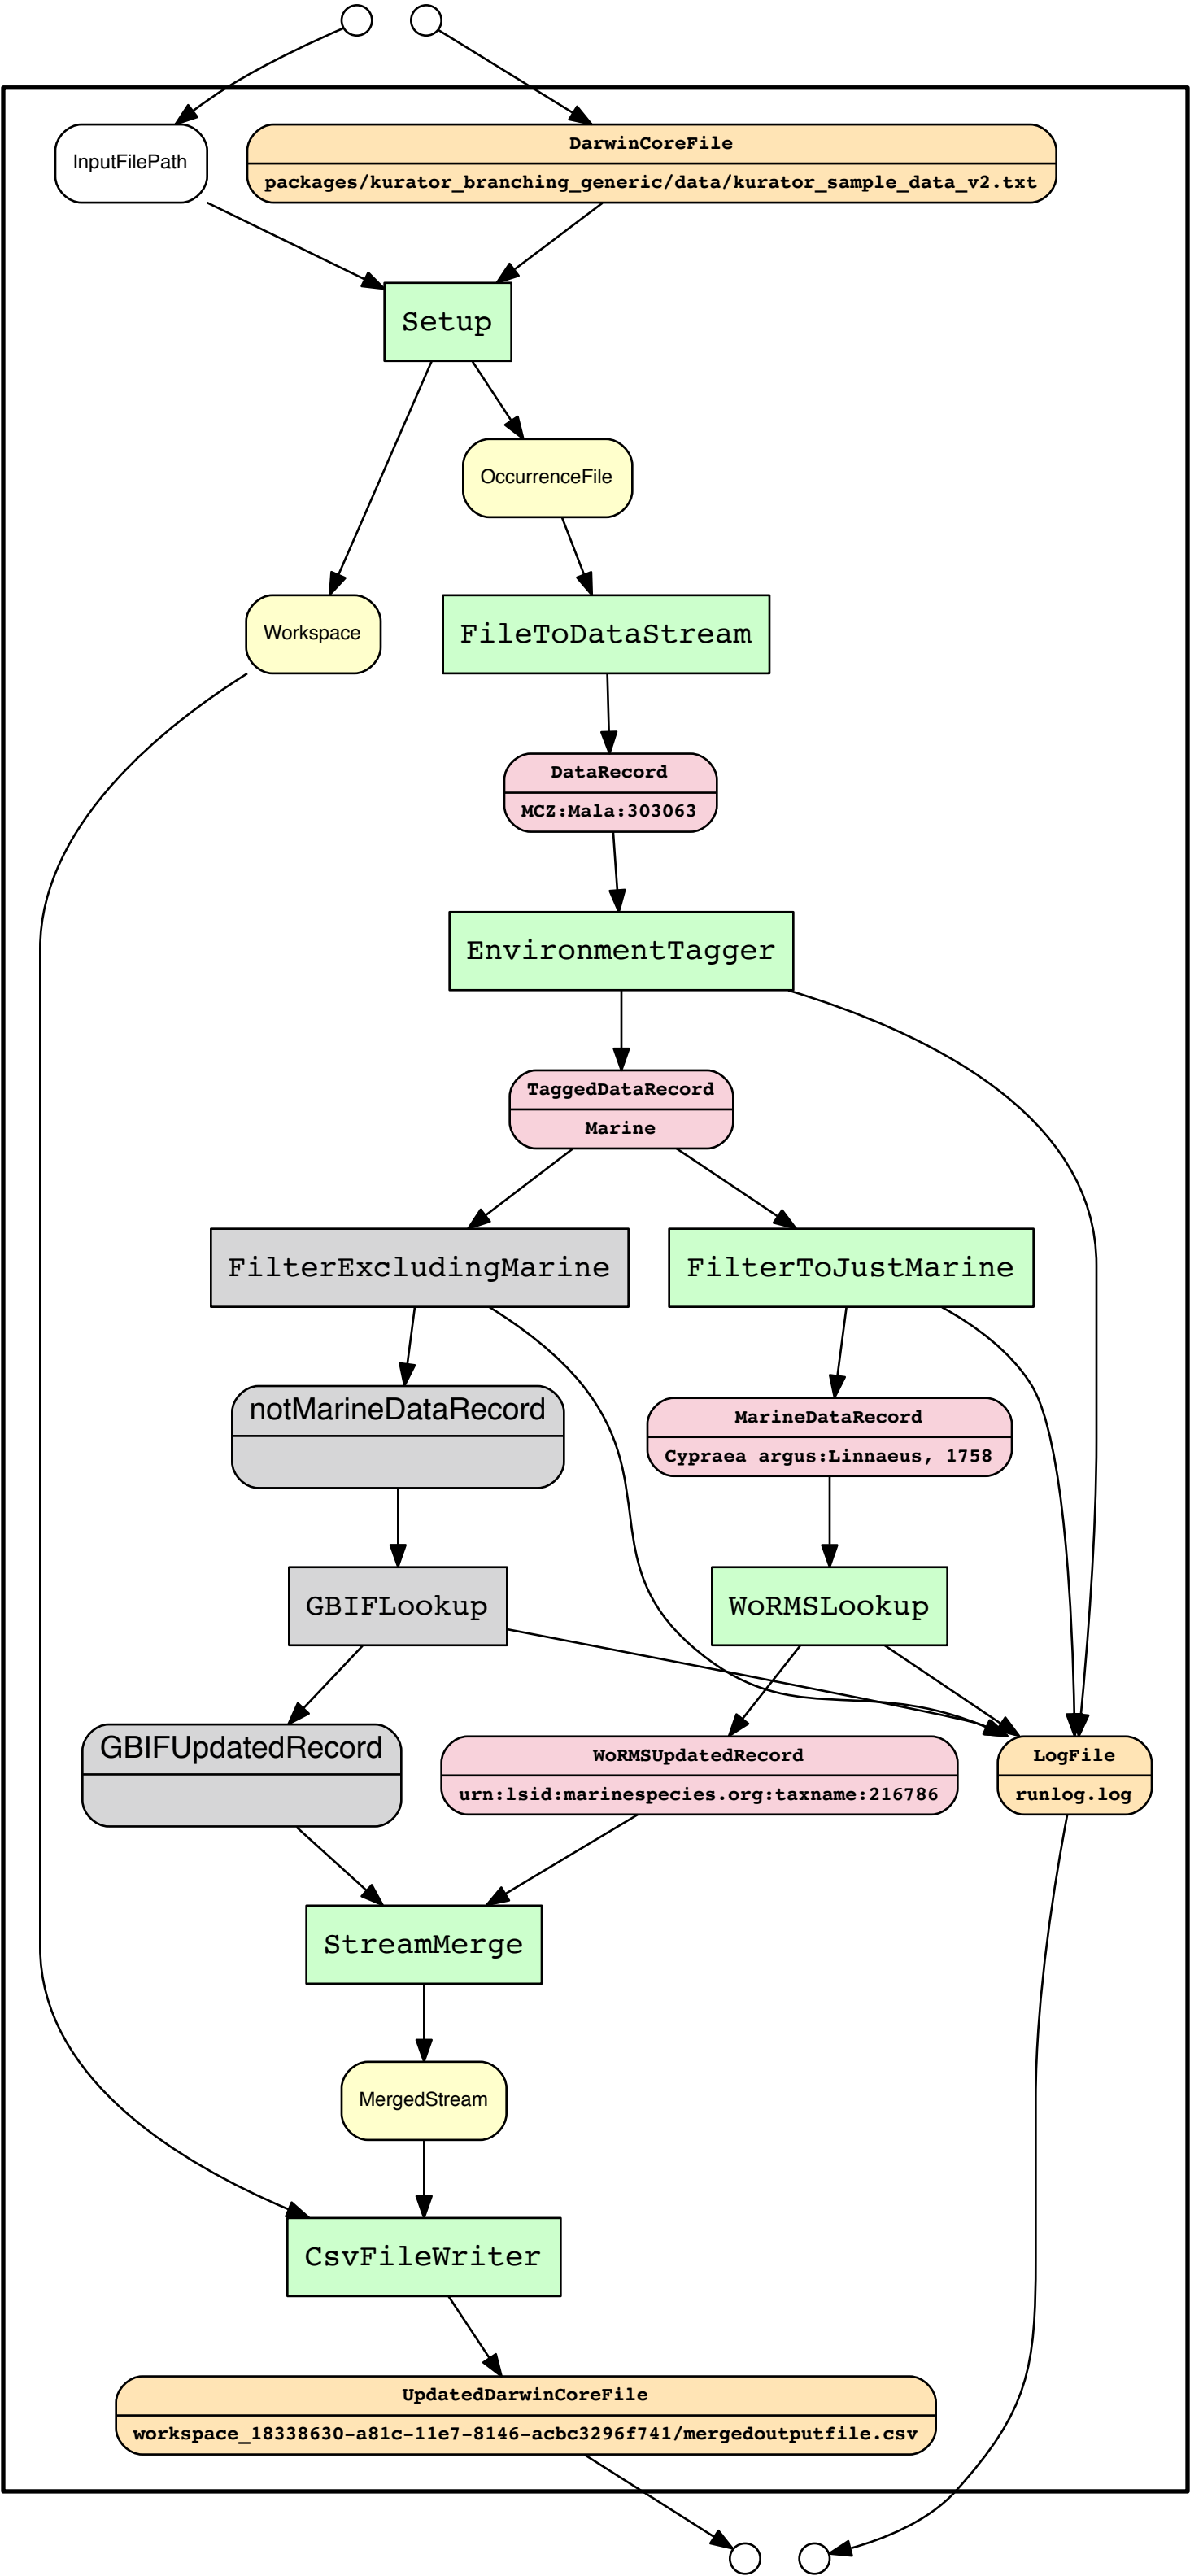 InputFilePath
DarwinCoreFile
packages/kurator_branching_generic/data/kurator_sample_data_v2.txt
Setup
OccurrenceFile
Workspace
FileToDataStream
DataRecord
MCZ:Mala:303063
EnvironmentTagger
TaggedDataRecord
Marine
FilterExcludingMarine
FilterToJustMarine
notMarineDataRecord
MarineDataRecord
Cypraea argus:Linnaeus, 1758
GBIFLookup
WoRMSLookup
GBIFUpdatedRecord
WoRMSUpdatedRecord
urn:lsid:marinespecies.org:taxname:216786
LogFile
runlog.log
StreamMerge
MergedStream
CsvFileWriter
UpdatedDarwinCoreFile
workspace_18338630-a81c-11e7-8146-acbc3296f741/mergedoutputfile.csv